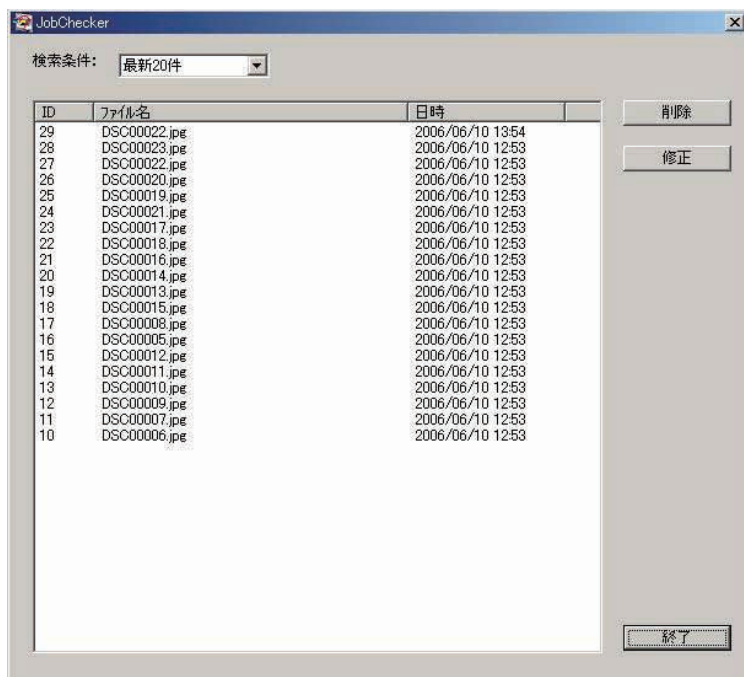 JobChecker
検索条件: 最新20件
ID ファイル名 日時
29 DSC00022.jpg 2006/06/10 13:54
28 DSC00023.jpg 2006/06/10 12:53
27 DSC00022.jpg 2006/06/10 12:53
26 DSC00020.jpg 2006/06/10 12:53
25 DSC00019.jpg 2006/06/10 12:53
24 DSC00021.jpg 2006/06/10 12:53
23 DSC00017.jpg 2006/06/10 12:53
22 DSC00018.jpg 2006/06/10 12:53
21 DSC00016.jpg 2006/06/10 12:53
20 DSC00014.jpg 2006/06/10 12:53
19 DSC00013.jpg 2006/06/10 12:53
18 DSC00015.jpg 2006/06/10 12:53
17 DSC00008.jpg 2006/06/10 12:53
16 DSC00005.jpg 2006/06/10 12:53
15 DSC00012.jpg 2006/06/10 12:53
14 DSC00011.jpg 2006/06/10 12:53
13 DSC00010.jpg 2006/06/10 12:53
12 DSC00009.jpg 2006/06/10 12:53
11 DSC00007.jpg 2006/06/10 12:53
10 DSC00006.jpg 2006/06/10 12:53
削除
修正
終了